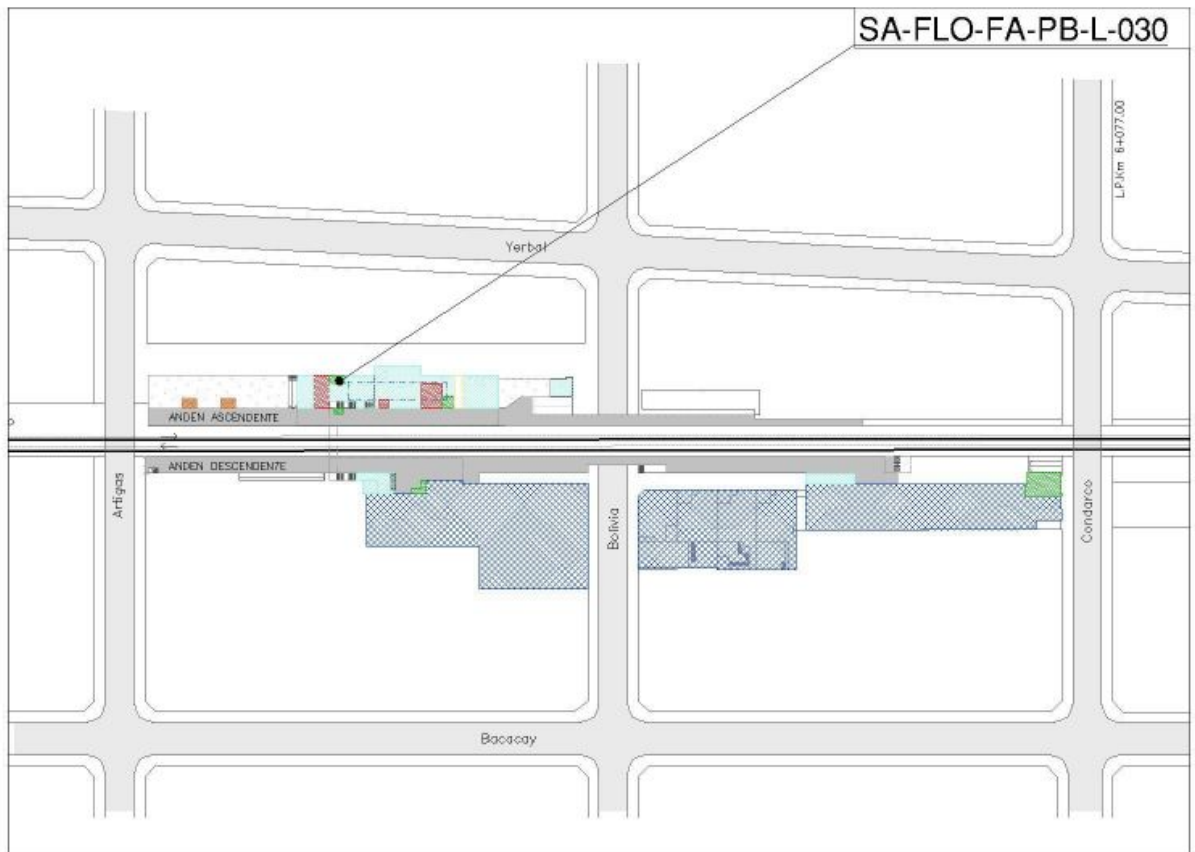 SA-FLO-FA-PB-L-030
L.P.Km 6+077.00
Yerbal
ANDEN ASCENDENTE
ANDEN DESCENDENTE
Artigas
Bolivia
Condarco
Bacacay